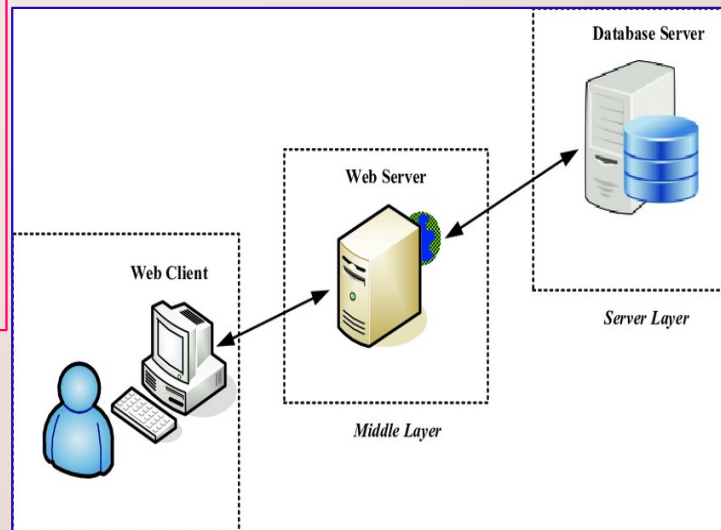 Database Server
Web Server
Web Client
Server Layer
Middle Layer